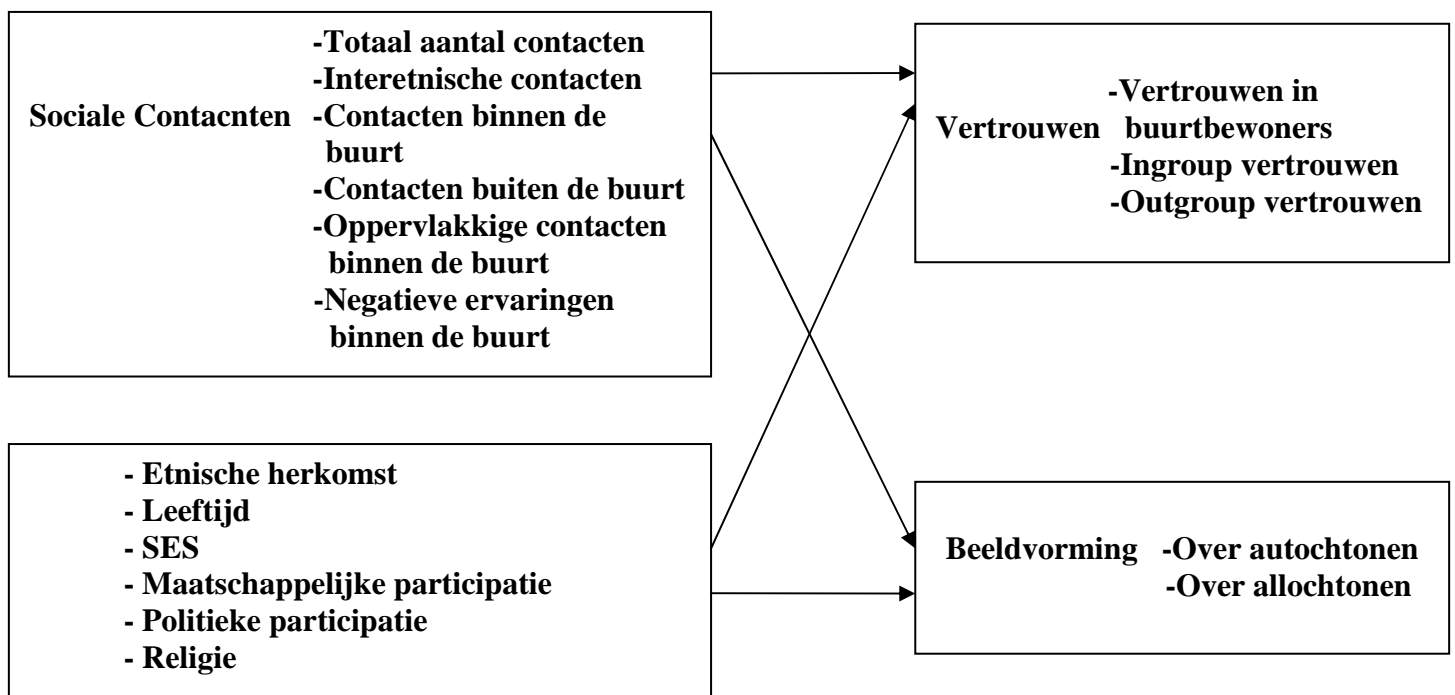 -Totaal aantal contacten
-Interetnische contacten
Sociale Contacnten -Contacten binnen de
buurt
-Contacten buiten de buurt
-Oppervlakkige contacten
binnen de buurt
-Negatieve ervaringen
binnen de buurt
-Vertrouwen in
Vertrouwen buurtbewoners
-Ingroup vertrouwen
-Outgroup vertrouwen
- Etnische herkomst
- Leeftijd
- SES
- Maatschappelijke participatie
- Politieke participatie
- Religie
Beeldvorming -Over autochtonen
-Over allochtonen